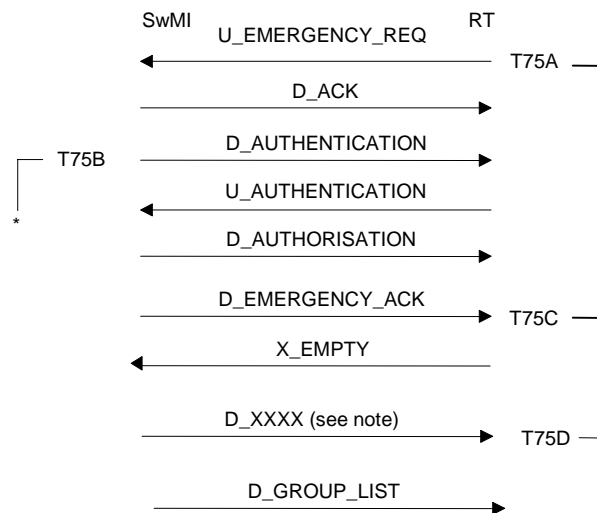 SwMI RT
U_EMERGENCY_REQ
T75A
D_ACK
D_AUTHENTICATION
T75B
U_AUTHENTICATION
*
D_AUTHORISATION
D_EMERGENCY_ACK
T75C
X_EMPTY
D_XXXX (see note)
T75D
D_GROUP_LIST